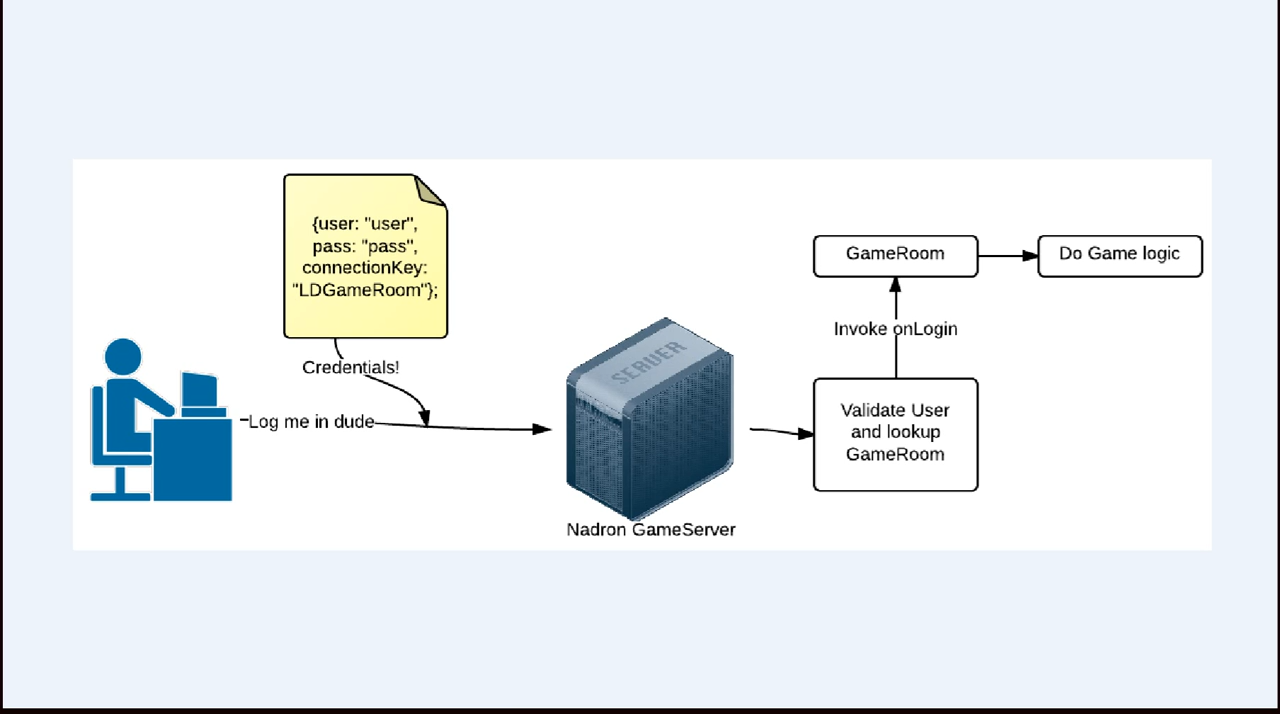 {user: "user",
pass: "pass",
connectionKey:
"LDGameRoom"};
Credentials!
Log me in dude
SERVER
Nadron GameServer
Validate User
and lookup
GameRoom
Invoke onLogin
GameRoom
Do Game logic